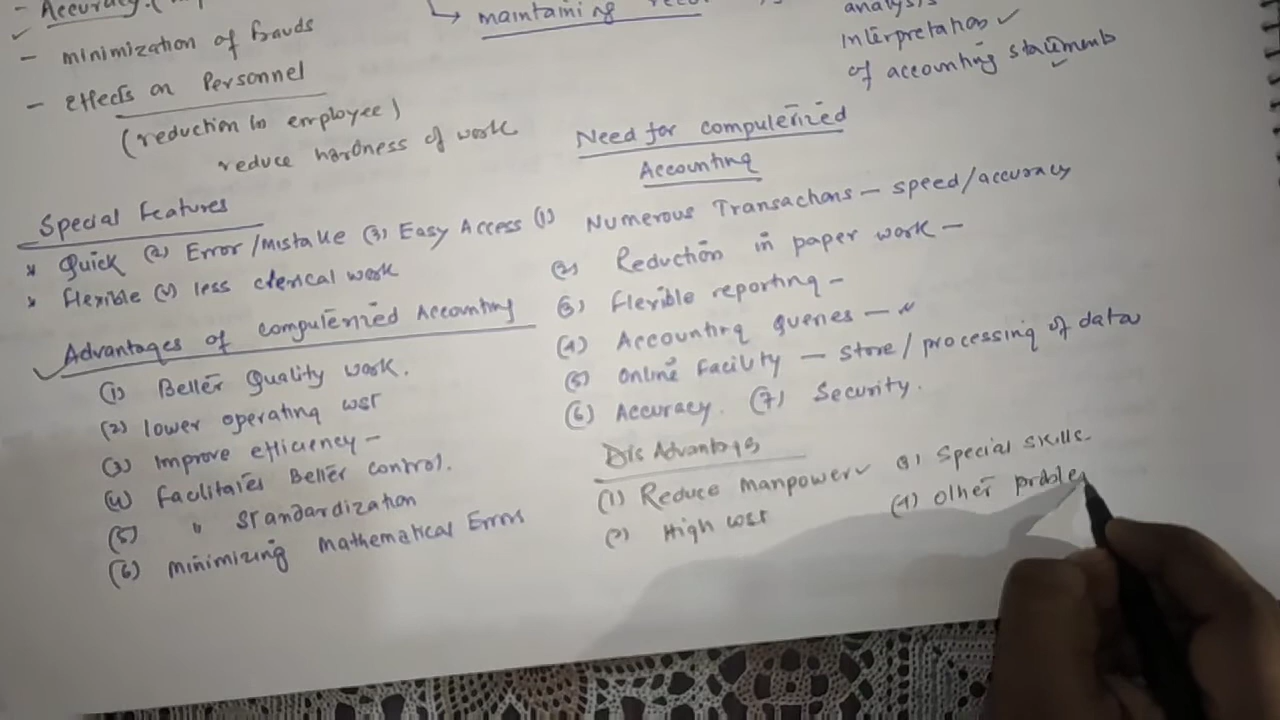 - Accuracy.
- minimization of frauds
- effects on Personnel
(reduction in employee)
reduce hardness of work
Special Features
* Quick (2) Error/Mistake (3) Easy Access
* Flexible (4) less clerical work
Advantages of computerized Accounting
(1) Better Quality work.
(2) lower operating cost
(3) Improve efficiency -
(4) Facilitates Better control.
(5) " Standardization
(6) minimizing mathematical Errors
↳ maintaining
analysis
Interpretation ✓
of accounting statements
Need for computerized
Accounting
(1) Numerous Transactions - speed/accuracy
(2) Reduction in paper work -
(3) Flexible reporting -
(4) Accounting queries -
(5) Online Facility - store/processing of data
(6) Accuracy. (7) Security.
Dis Advantages
(1) Reduce Manpower ✓ (3) Special skills.
(2) High cost (4) Other proble